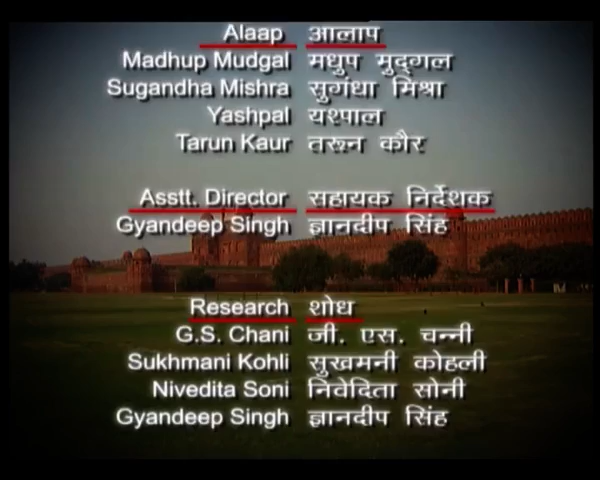 Alaap आलाप
Madhup Mudgal मधुप मुद्गल
Sugandha Mishra सुगंधा मिश्रा
Yashpal यश्पाल
Tarun Kaur तरून कौर
Asstt. Director सहायक निर्देशक
Gyandeep Singh ज्ञानदीप सिंह
Research शोध
G.S. Chani जी. एस. चन्नी
Sukhmani Kohli सुखमनी कोहली
Nivedita Soni निवेदिता सोनी
Gyandeep Singh ज्ञानदीप सिंह